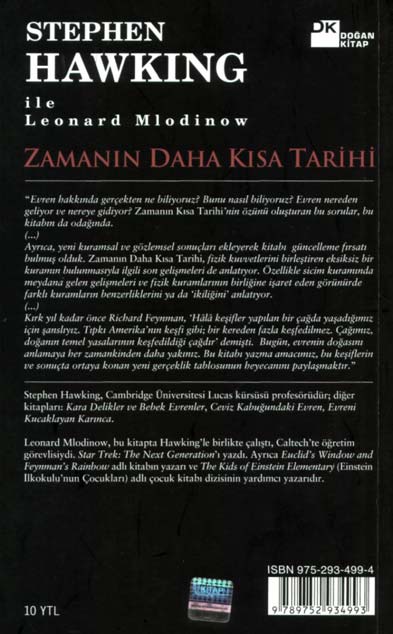 STEPHEN
HAWKING
ile
Leonard Mlodinow
DK DOĞAN
KİTAP
ZAMANIN DAHA KISA TARİHİ
“Evren hakkında gerçekten ne biliyoruz? Bunu nasıl biliyoruz? Evren nereden
geliyor ve nereye gidiyor? Zamanın Kısa Tarihi'nin özünü oluşturan bu sorular, bu
kitabın da odağında.
(...)
Ayrıca, yeni kuramsal ve gözlemsel sonuçları ekleyerek kitabı güncelleme fırsatı
bulmuş olduk. Zamanın Daha Kısa Tarihi, fizik kuvvetlerini birleştiren eksiksiz bir
kuramın bulunmasıyla ilgili son gelişmeleri de anlatıyor. Özellikle sicim kuramında
meydana gelen gelişmeleri ve fizik kuramlarının birliğine işaret eden görünürde
farklı kuramların benzerliklerini ya da ‘ikiliğini’ anlatıyor.
(...)
Kırk yıl kadar önce Richard Feynman, ‘Hâlâ keşifler yapılan bir çağda yaşadığımız
için şanslıyız. Tıpkı Amerika'nın keşfi gibi; bir kereden fazla keşfedilmez. Çağımız,
doğanın temel yasalarının keşfedildiği çağdır’ demişti. Bugün, evrenin doğasını
anlamaya her zamankinden daha yakınız. Bu kitabı yazma amacımız, bu keşiflerin
ve sonuçta ortaya konan yeni gerçeklik tablosunun heyecanını paylaşmaktır.”
Stephen Hawking, Cambridge Üniversitesi Lucas kürsüsü profesörüdür; diğer
kitapları: Kara Delikler ve Bebek Evrenler, Ceviz Kabuğundaki Evren, Evreni
Kucaklayan Karınca.
Leonard Mlodinow, bu kitapta Hawking'le birlikte çalıştı, Caltech'te öğretim
görevlisiydi. Star Trek: The Next Generation'ı yazdı. Ayrıca Euclid's Window and
Feynman's Rainbow adlı kitabın yazarı ve The Kids of Einstein Elementary (Einstein
İlkokulu'nun Çocukları) adlı çocuk kitabı dizisinin yardımcı yazarıdır.
ISBN 975-293-499-4
9 789752 934993
10 YTL